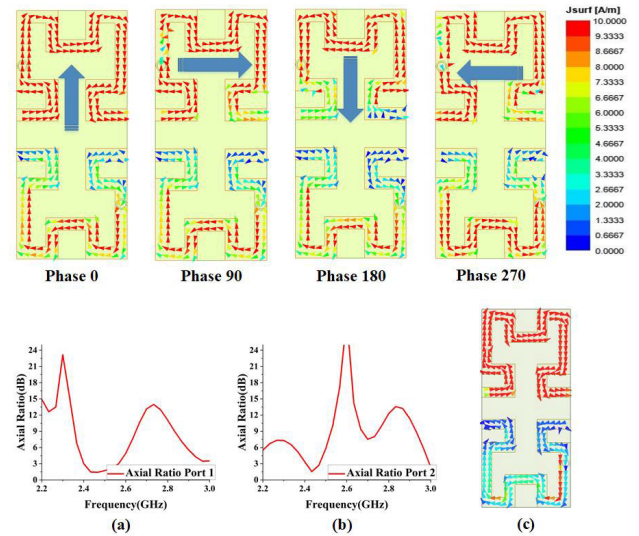 Jsurf [A/m]
10.0000
9.3333
8.6667
8.0000
7.3333
6.6667
6.0000
5.3333
4.6667
4.0000
3.3333
2.6667
2.0000
1.3333
0.6667
0.0000
Phase 0 Phase 90 Phase 180 Phase 270
Axial Ratio(dB)
24
21
18
15
12
9
6
3
0
Axial Ratio Port 1
2.2 2.4 2.6 2.8 3.0
Frequency(GHz)
(a)
Axial Ratio(dB)
24
21
18
15
12
9
6
3
0
Axial Ratio Port 2
2.2 2.4 2.6 2.8 3.0
Frequency(GHz)
(b)
(c)